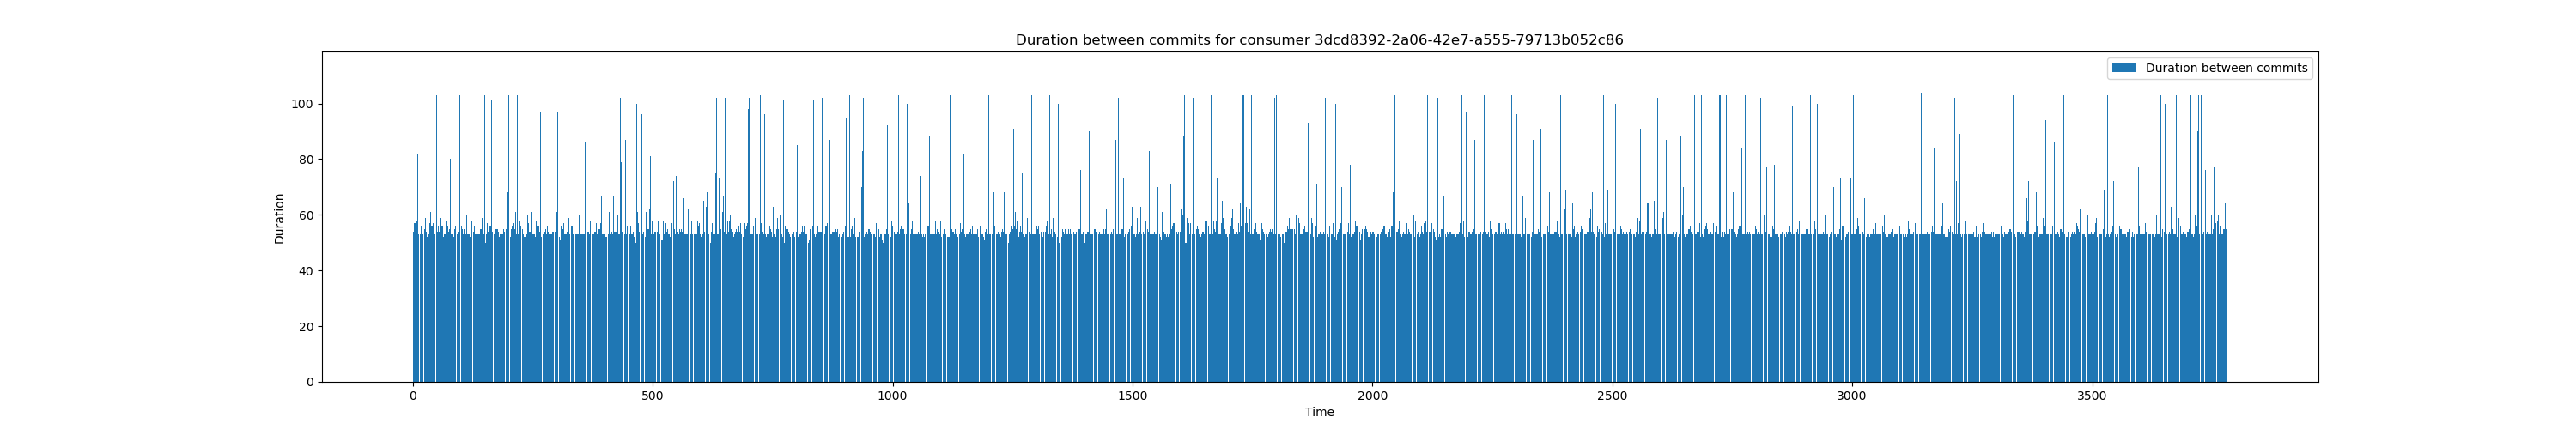 Duration between commits for consumer 3dcd8392-2a06-42e7-a555-79713b052c86
Duration between commits
100
80
60
40
20
0
Duration
0 500 1000 1500 2000 2500 3000 3500
Time